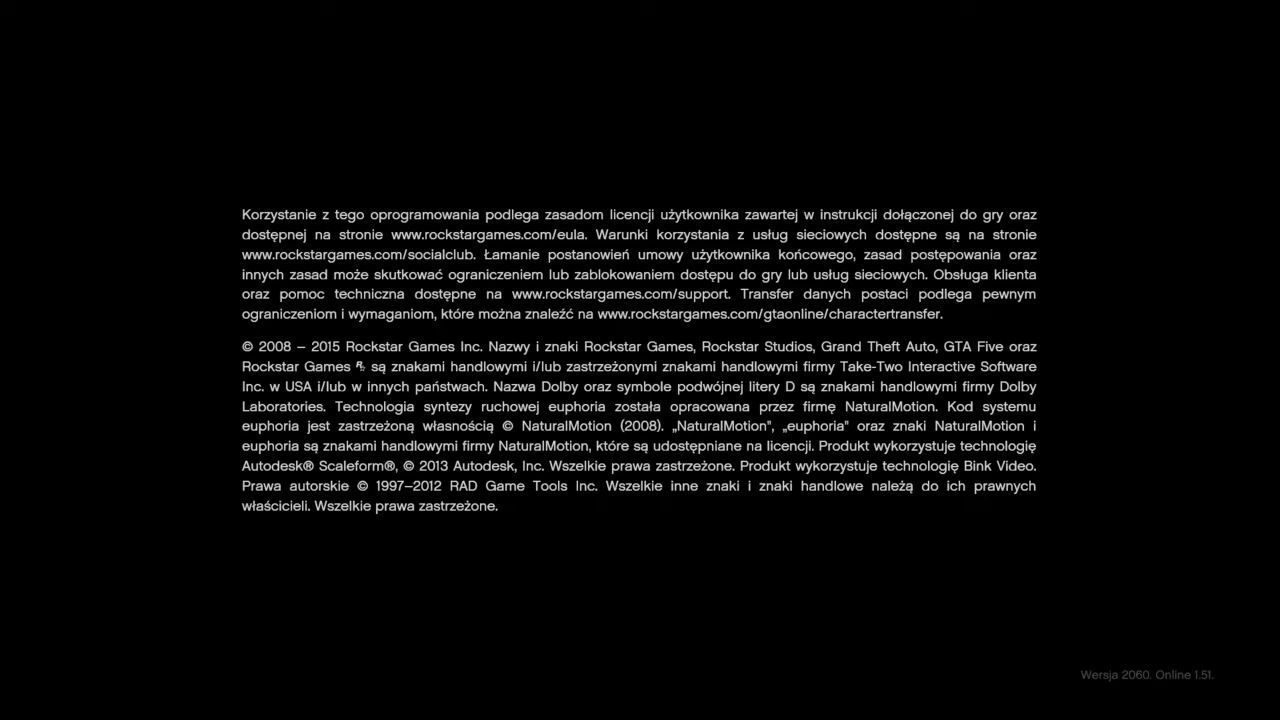 Korzystanie z tego oprogramowania podlega zasadom licencji użytkownika zawartej w instrukcji dołączonej do gry oraz
dostępnej na stronie www.rockstargames.com/eula. Warunki korzystania z usług sieciowych dostępne są na stronie
www.rockstargames.com/socialclub. Łamanie postanowień umowy użytkownika końcowego, zasad postępowania oraz
innych zasad może skutkować ograniczeniem lub zablokowaniem dostępu do gry lub usług sieciowych. Obsługa klienta
oraz pomoc techniczna dostępne na www.rockstargames.com/support. Transfer danych postaci podlega pewnym
ograniczeniom i wymaganiom, które można znaleźć na www.rockstargames.com/gtaonline/charactertransfer.
© 2008 – 2015 Rockstar Games Inc. Nazwy i znaki Rockstar Games, Rockstar Studios, Grand Theft Auto, GTA Five oraz
Rockstar Games R* są znakami handlowymi i/lub zastrzeżonymi znakami handlowymi firmy Take-Two Interactive Software
Inc. w USA i/lub w innych państwach. Nazwa Dolby oraz symbole podwójnej litery D są znakami handlowymi firmy Dolby
Laboratories. Technologia syntezy ruchowej euphoria została opracowana przez firmę NaturalMotion. Kod systemu
euphoria jest zastrzeżoną własnością © NaturalMotion (2008). „NaturalMotion", „euphoria" oraz znaki NaturalMotion i
euphoria są znakami handlowymi firmy NaturalMotion, które są udostępniane na licencji. Produkt wykorzystuje technologię
Autodesk® Scaleform®, © 2013 Autodesk, Inc. Wszelkie prawa zastrzeżone. Produkt wykorzystuje technologię Bink Video.
Prawa autorskie © 1997–2012 RAD Game Tools Inc. Wszelkie inne znaki i znaki handlowe należą do ich prawnych
właścicieli. Wszelkie prawa zastrzeżone.
Wersja 2060. Online 1.51.